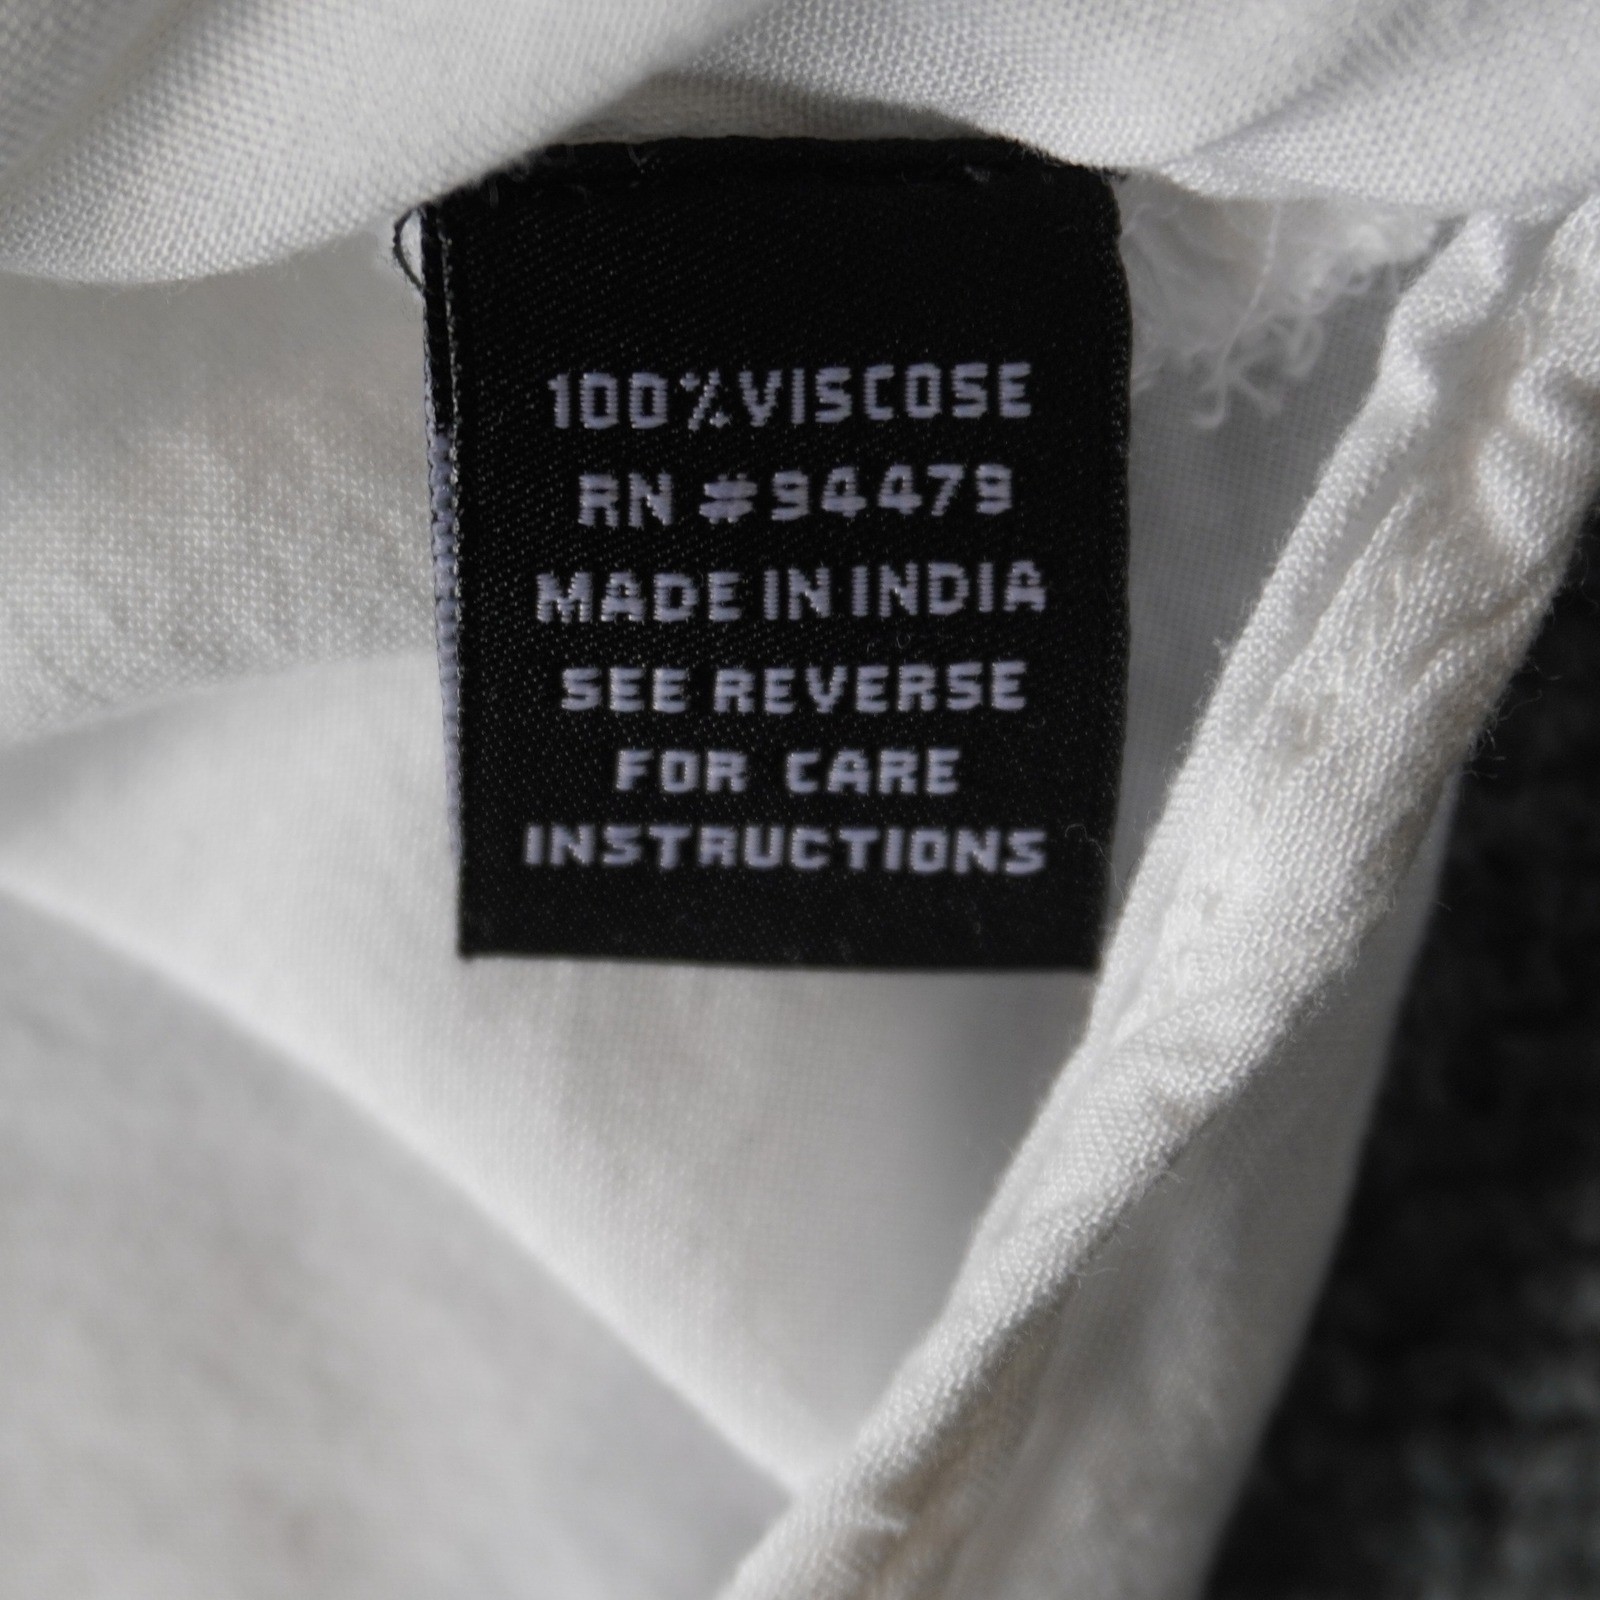 100%VISCOSE
RN #94479
MADE IN INDIA
SEE REVERSE
FOR CARE
INSTRUCTIONS